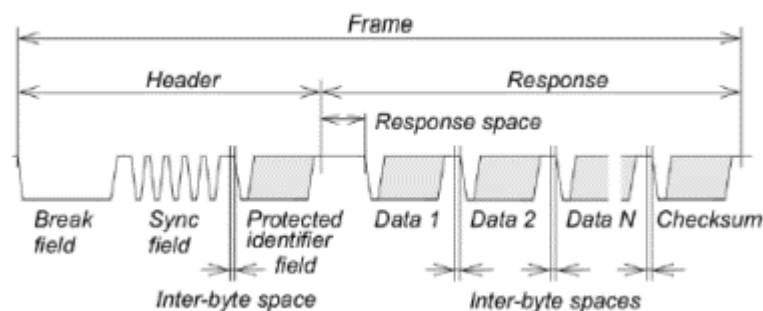 Frame
Header
Response
Response space
Break field
Sync field
Protected identifier field
Data 1
Data 2
Data N
Checksum
Inter-byte space
Inter-byte spaces